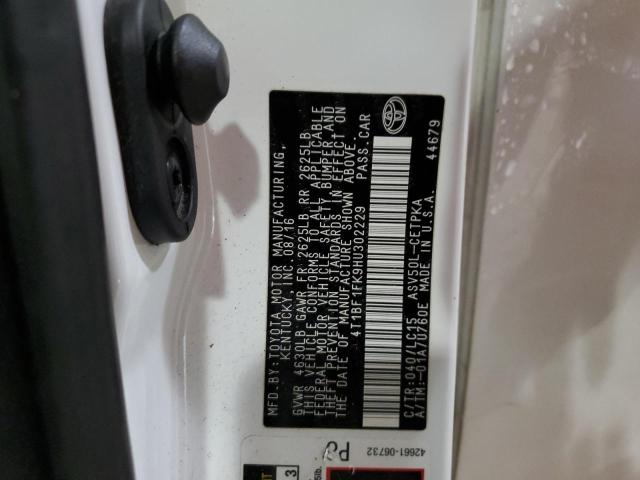 MFD.BY:TOYOTA MOTOR MANUFACTURING,
KENTUCKY, INC. 08/16
GVWR 4630LB GAWR FR 2625LB RR 2625LB
THIS VEHICLE CONFORMS TO ALL APPLICABLE
FEDERAL MOTOR VEHICLE SAFETY, BUMPER, AND
THEFT PREVENTION STANDARDS IN EFFECT ON
THE DATE OF MANUFACTURE SHOWN ABOVE.
4T1BF1FK9HU302229 PASS.CAR
C/TR:040/LC15 ASV50L-CETPKA
A/TM:-01A/U760E MADE IN U.S.A. 44679
42661-06732
3